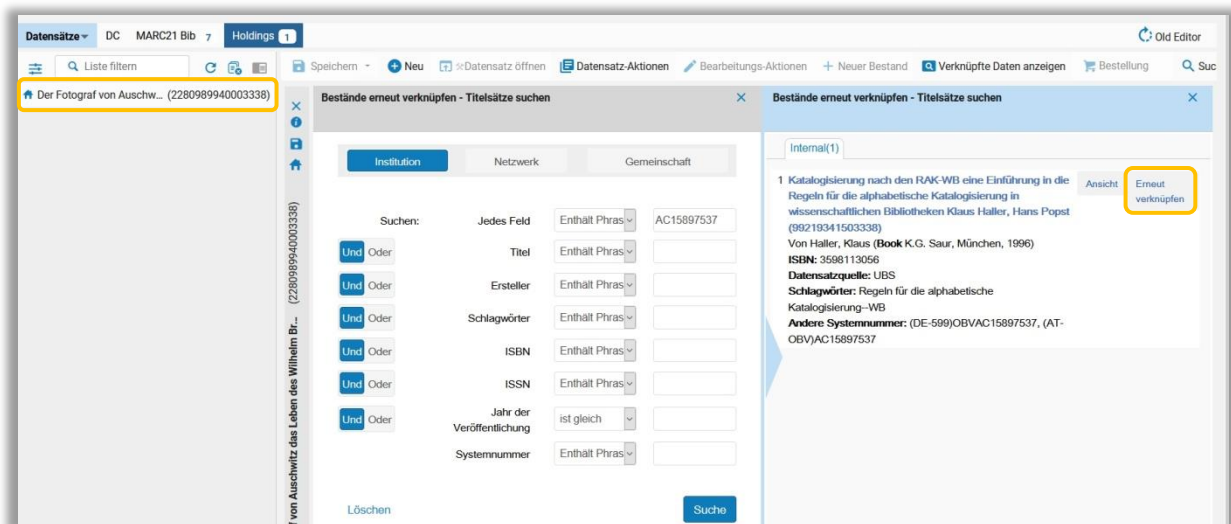 Datensätze DC MARC21 Bib 7 Holdings 1 Old Editor
Liste filtern Speichern Neu Datensatz öffnen Datensatz-Aktionen Bearbeitungs-Aktionen + Neuer Bestand Verknüpfte Daten anzeigen Bestellung Suc
Der Fotograf von Auschw... (2280989940003338)
f von Auschwitz das Leben des Wilhelm Br... (2280989940003338)
Bestände erneut verknüpfen - Titelsätze suchen
Institution Netzwerk Gemeinschaft
Suchen: Jedes Feld Enthält Phras AC15897537
Und Oder Titel Enthält Phras
Und Oder Ersteller Enthält Phras
Und Oder Schlagwörter Enthält Phras
Und Oder ISBN Enthält Phras
Und Oder ISSN Enthält Phras
Und Oder Jahr der
Veröffentlichung ist gleich
Systemnummer Enthält Phras
Löschen Suche
Bestände erneut verknüpfen - Titelsätze suchen
Internal(1)
1 Katalogisierung nach den RAK-WB eine Einführung in die
Regeln für die alphabetische Katalogisierung in
wissenschaftlichen Bibliotheken Klaus Haller, Hans Popst
(99219341503338)
Von Haller, Klaus (Book K.G. Saur, München, 1996)
ISBN: 3598113056
Datensatzquelle: UBS
Schlagwörter: Regeln für die alphabetische
Katalogisierung--WB
Andere Systemnummer: (DE-599)OBVAC15897537, (AT-
OBV)AC15897537
Ansicht
Erneut
verknüpfen